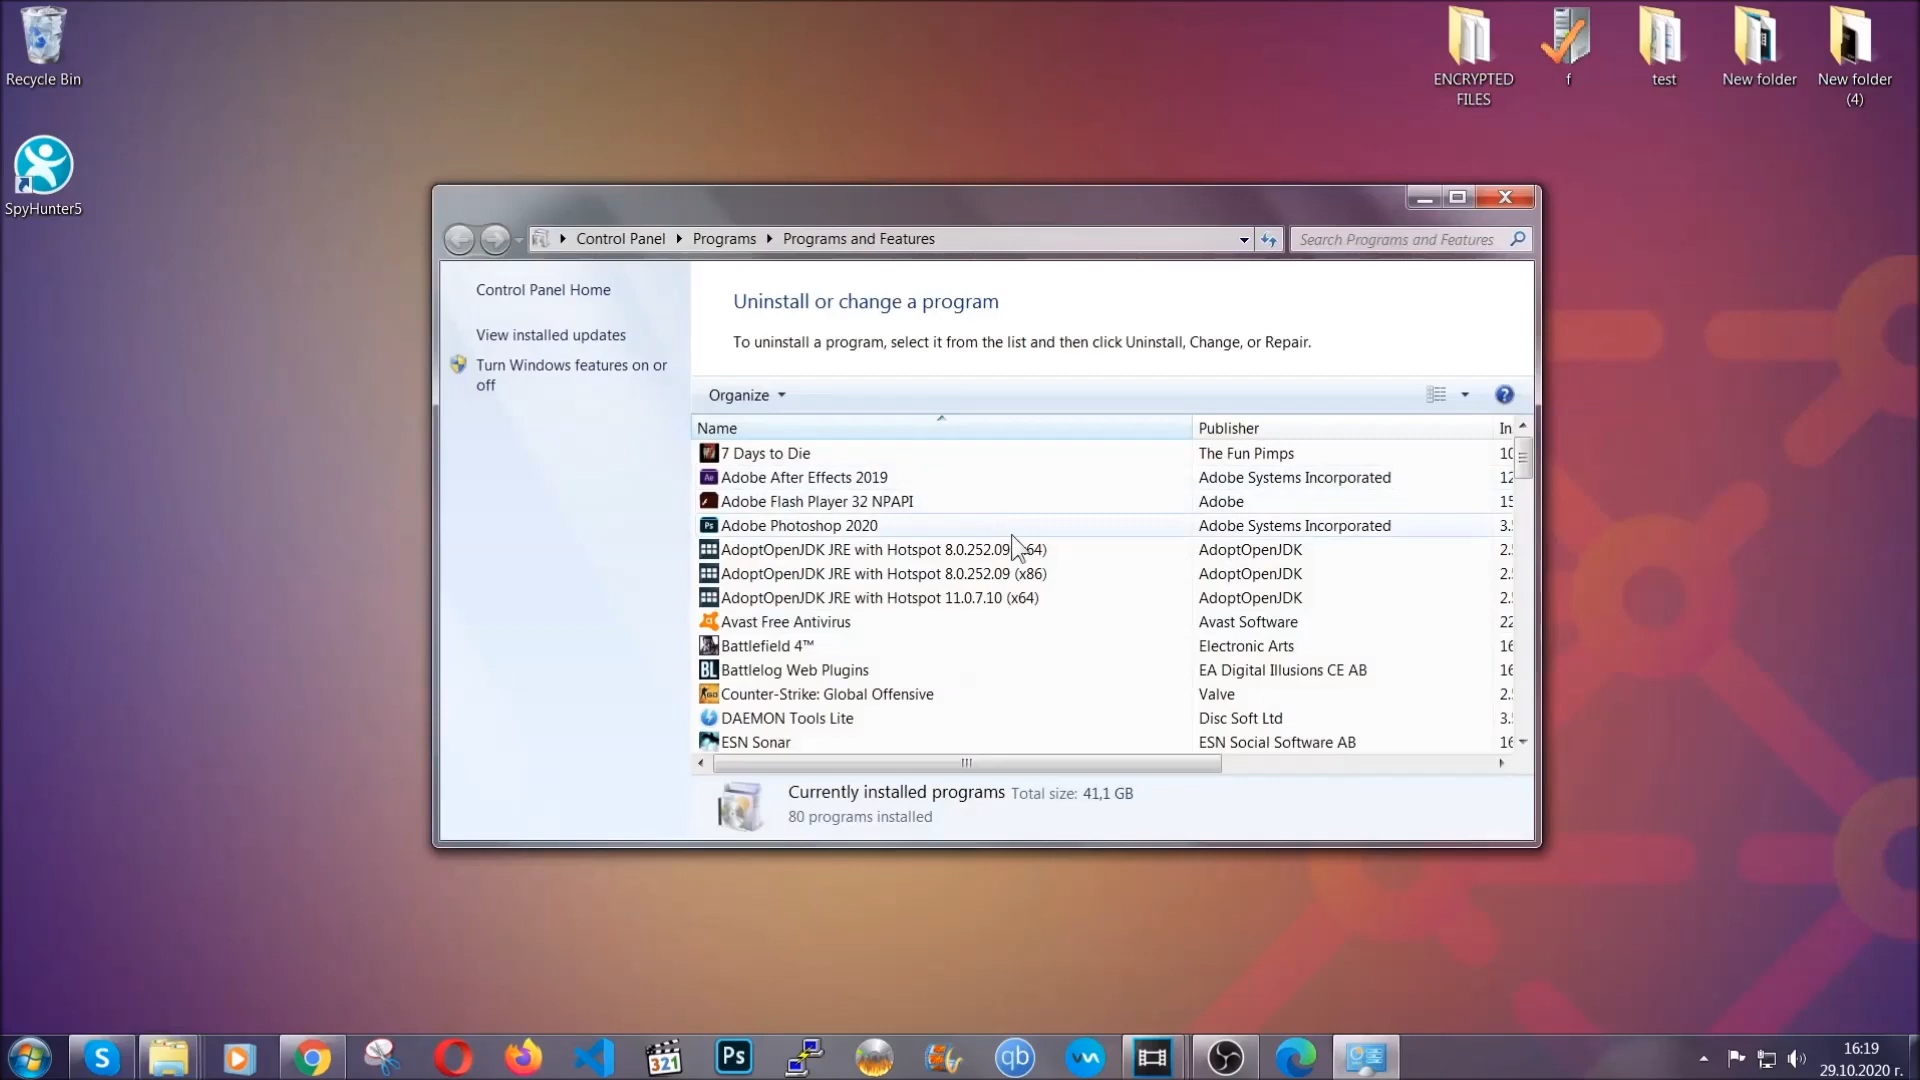 Recycle Bin
SpyHunter5
ENCRYPTED
FILES
f
test
New folder
New folder
(4)
Control Panel
Programs
Programs and Features
Search Programs and Features
Control Panel Home
View installed updates
Turn Windows features on or
off
Uninstall or change a program
To uninstall a program, select it from the list and then click Uninstall, Change, or Repair.
Organize
Name Publisher In
7 Days to Die The Fun Pimps 10
Adobe After Effects 2019 Adobe Systems Incorporated 12
Adobe Flash Player 32 NPAPI Adobe 15
Adobe Photoshop 2020 Adobe Systems Incorporated 3.
AdoptOpenJDK JRE with Hotspot 8.0.252.09 64) AdoptOpenJDK 2.
AdoptOpenJDK JRE with Hotspot 8.0.252.09 (x86) AdoptOpenJDK 2.
AdoptOpenJDK JRE with Hotspot 11.0.7.10 (x64) AdoptOpenJDK 2.
Avast Free Antivirus Avast Software 22
Battlefield 4™ Electronic Arts 16
Battlelog Web Plugins EA Digital Illusions CE AB 16
Counter-Strike: Global Offensive Valve 2.
DAEMON Tools Lite Disc Soft Ltd 3.
ESN Sonar ESN Social Software AB 16
Currently installed programs Total size: 41,1 GB
80 programs installed
321
Ps
qb
16:19
29.10.2020 г.